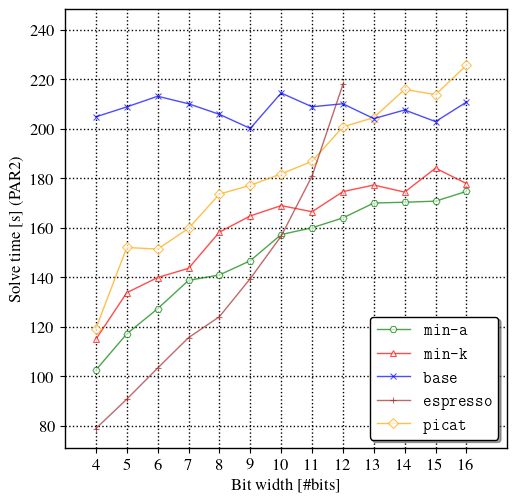 240
220
200
180
160
140
120
100
80
Solve time [s] (PAR2)
min-a
min-k
base
espresso
picat
4 5 6 7 8 9 10 11 12 13 14 15 16
Bit width [#bits]